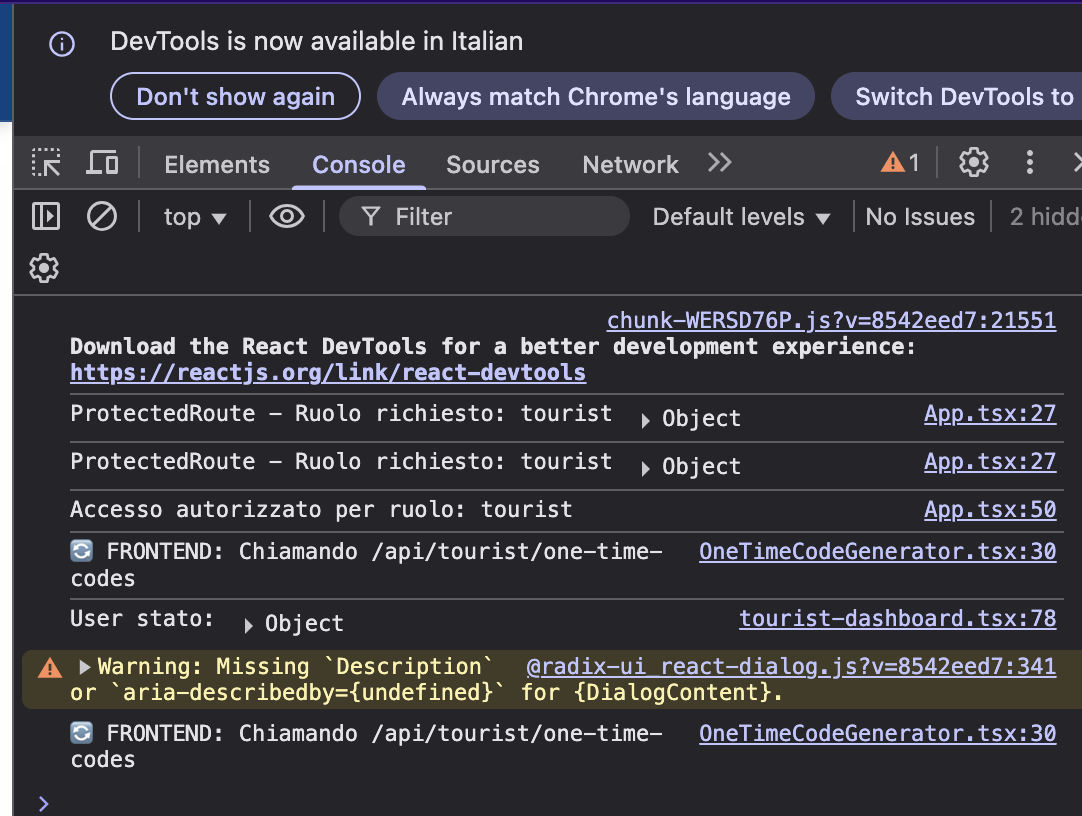 DevTools is now available in Italian
Don't show again
Always match Chrome's language
Switch DevTools to
Elements
Console
Sources
Network
1
top
Filter
Default levels
No Issues
2 hidd
chunk-WERSD76P.js?v=8542eed7:21551
Download the React DevTools for a better development experience:
https://reactjs.org/link/react-devtools
ProtectedRoute – Ruolo richiesto: tourist Object App.tsx:27
ProtectedRoute – Ruolo richiesto: tourist Object App.tsx:27
Accesso autorizzato per ruolo: tourist App.tsx:50
🔄 FRONTEND: Chiamando /api/tourist/one-time- OneTimeCodeGenerator.tsx:30
codes
User stato: Object tourist-dashboard.tsx:78
Warning: Missing `Description` @radix-ui_react-dialog.js?v=8542eed7:341
or `aria-describedby={undefined}` for {DialogContent}.
🔄 FRONTEND: Chiamando /api/tourist/one-time- OneTimeCodeGenerator.tsx:30
codes